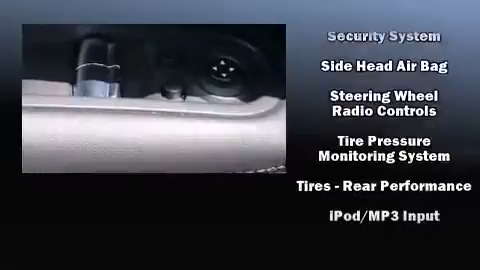 Security System
Side Head Air Bag
Steering Wheel
Radio Controls
Tire Pressure
Monitoring System
Tires - Rear Performance
iPod/MP3 Input